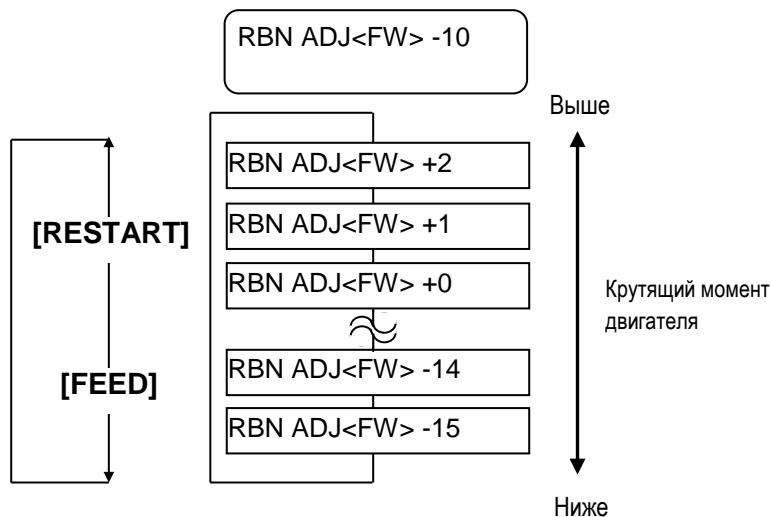 RBN ADJ<FW> -10
Выше
RBN ADJ<FW> +2
[RESTART]
RBN ADJ<FW> +1
RBN ADJ<FW> +0
Крутящий момент
двигателя
[FEED]
RBN ADJ<FW> -14
RBN ADJ<FW> -15
Ниже